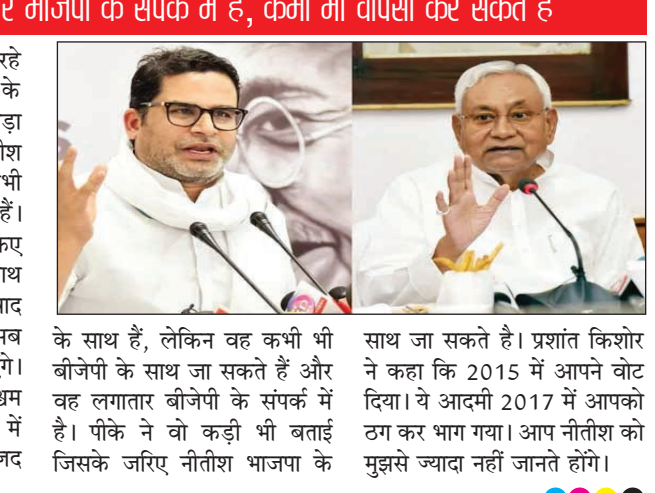 भाजपा के संपर्क में हैं, कभी भी वापसी कर सकते हैं
रहे
के
भी
हैं।
में
के साथ हैं, लेकिन वह कभी भी
बीजेपी के साथ जा सकते हैं और
वह लगातार बीजेपी के संपर्क में
है। पीके ने वो कड़ी भी बताई
जिसके जरिए नीतीश भाजपा के
साथ जा सकते है। प्रशांत किशोर
ने कहा कि 2015 में आपने वोट
दिया। ये आदमी 2017 में आपको
ठग कर भाग गया। आप नीतीश को
मुझसे ज्यादा नहीं जानते होंगे।